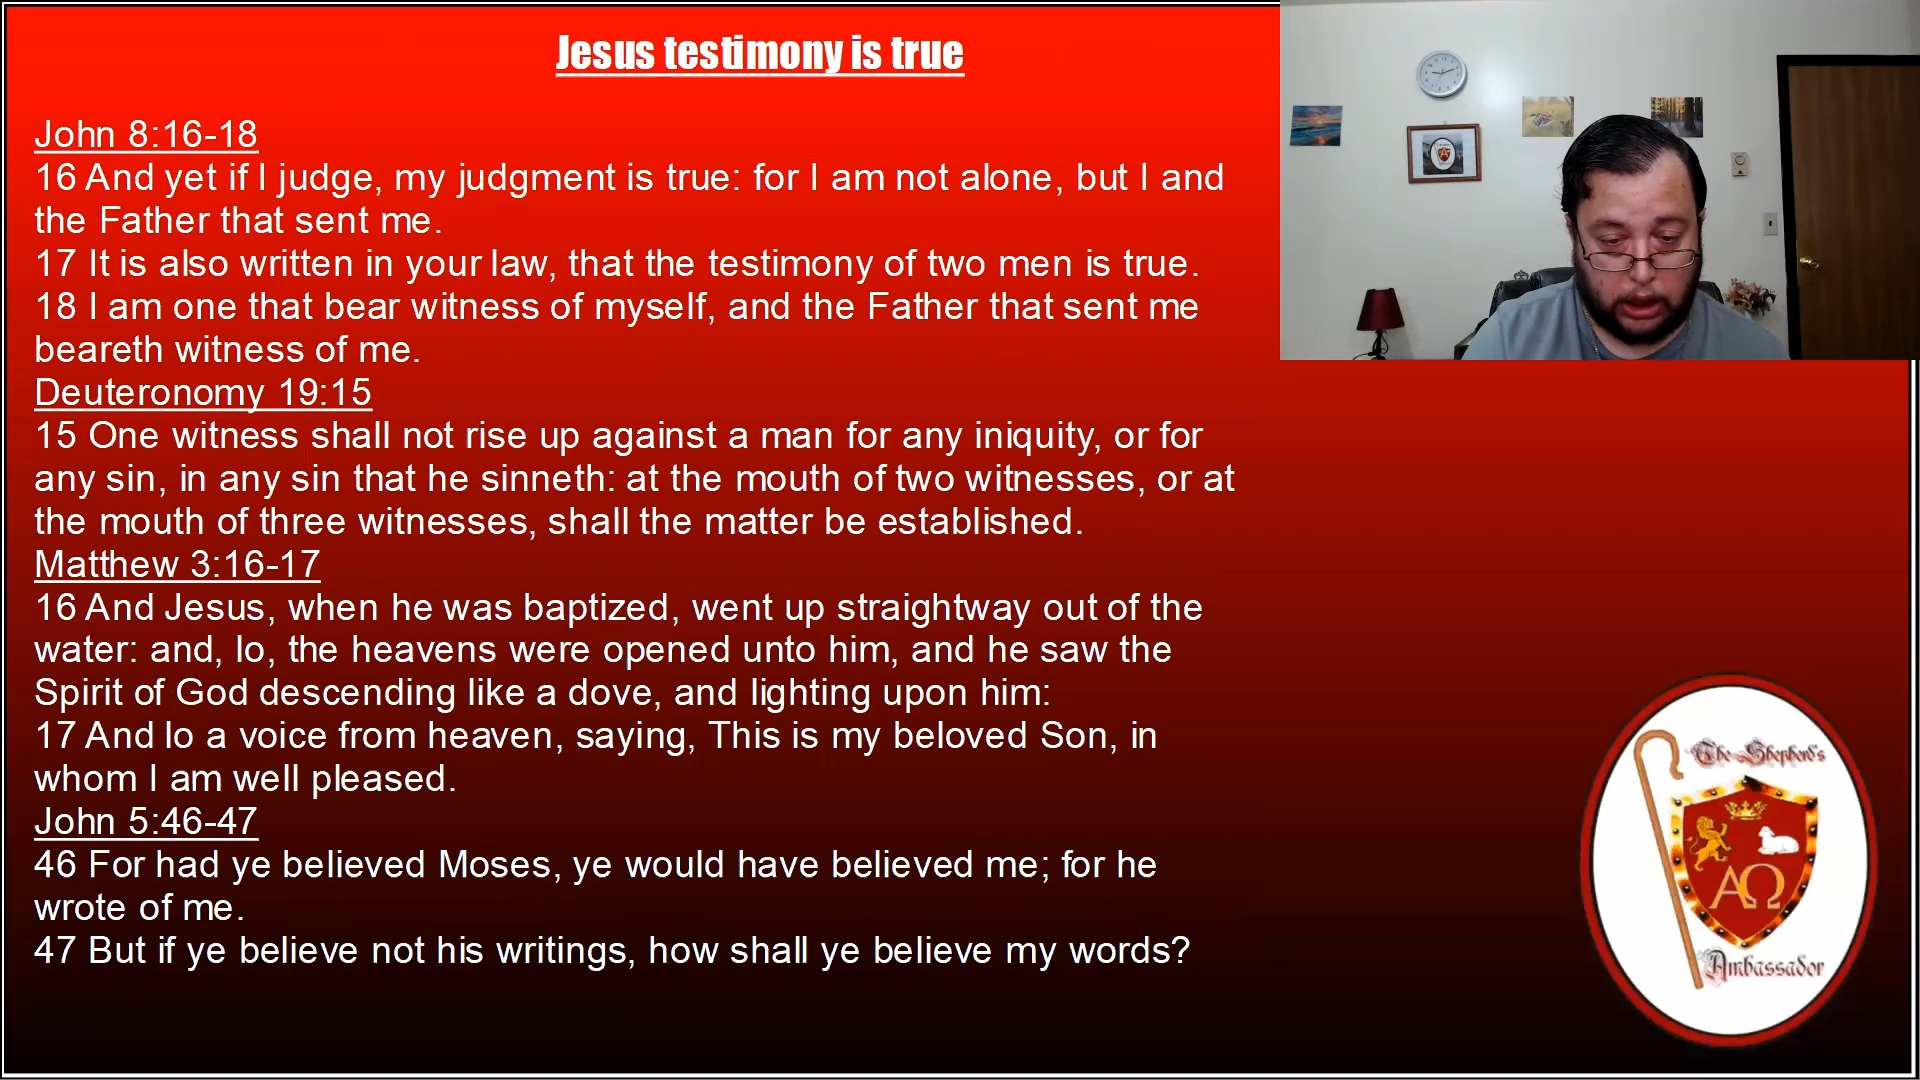 Jesus testimony is true
John 8:16-18
16 And yet if I judge, my judgment is true: for I am not alone, but I and
the Father that sent me.
17 It is also written in your law, that the testimony of two men is true.
18 I am one that bear witness of myself, and the Father that sent me
beareth witness of me.
Deuteronomy 19:15
15 One witness shall not rise up against a man for any iniquity, or for
any sin, in any sin that he sinneth: at the mouth of two witnesses, or at
the mouth of three witnesses, shall the matter be established.
Matthew 3:16-17
16 And Jesus, when he was baptized, went up straightway out of the
water: and, lo, the heavens were opened unto him, and he saw the
Spirit of God descending like a dove, and lighting upon him:
17 And lo a voice from heaven, saying, This is my beloved Son, in
whom I am well pleased.
John 5:46-47
46 For had ye believed Moses, ye would have believed me; for he
wrote of me.
47 But if ye believe not his writings, how shall ye believe my words?
The Shepherd's
ΑΩ
Ambassador